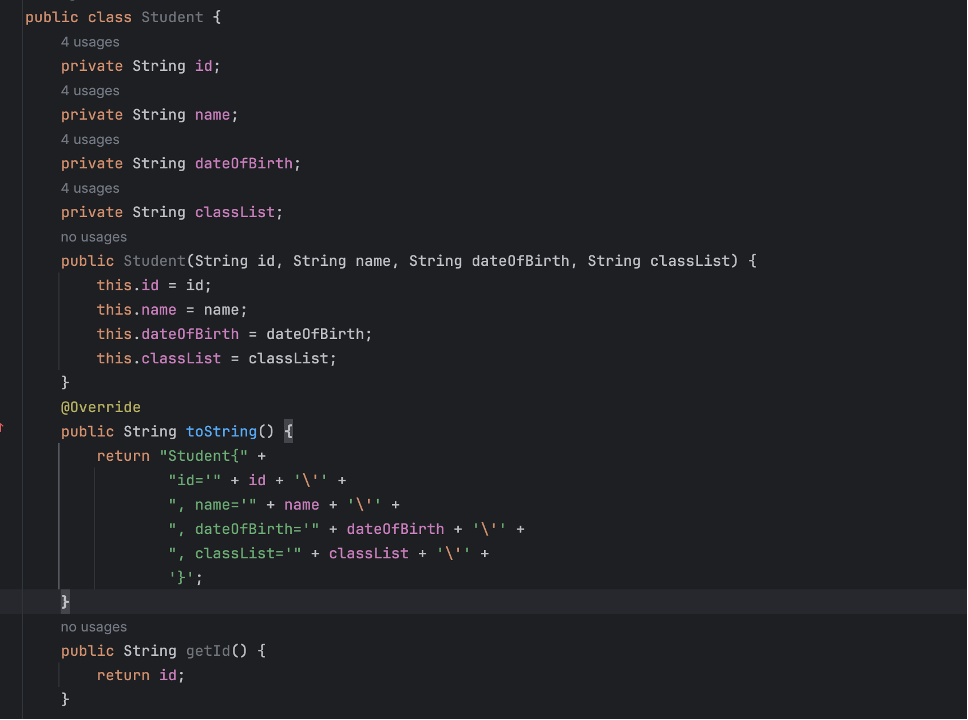 public class Student {
4 usages
private String id;
4 usages
private String name;
4 usages
private String dateOfBirth;
4 usages
private String classList;
no usages
public Student(String id, String name, String dateOfBirth, String classList) {
this.id = id;
this.name = name;
this.dateOfBirth = dateOfBirth;
this.classList = classList;
}
@Override
public String toString() {
return "Student{" +
"id='" + id + '\'' +
", name='" + name + '\'' +
", dateOfBirth='" + dateOfBirth + '\'' +
", classList='" + classList + '\'' +
'}';
}
no usages
public String getId() {
return id;
}